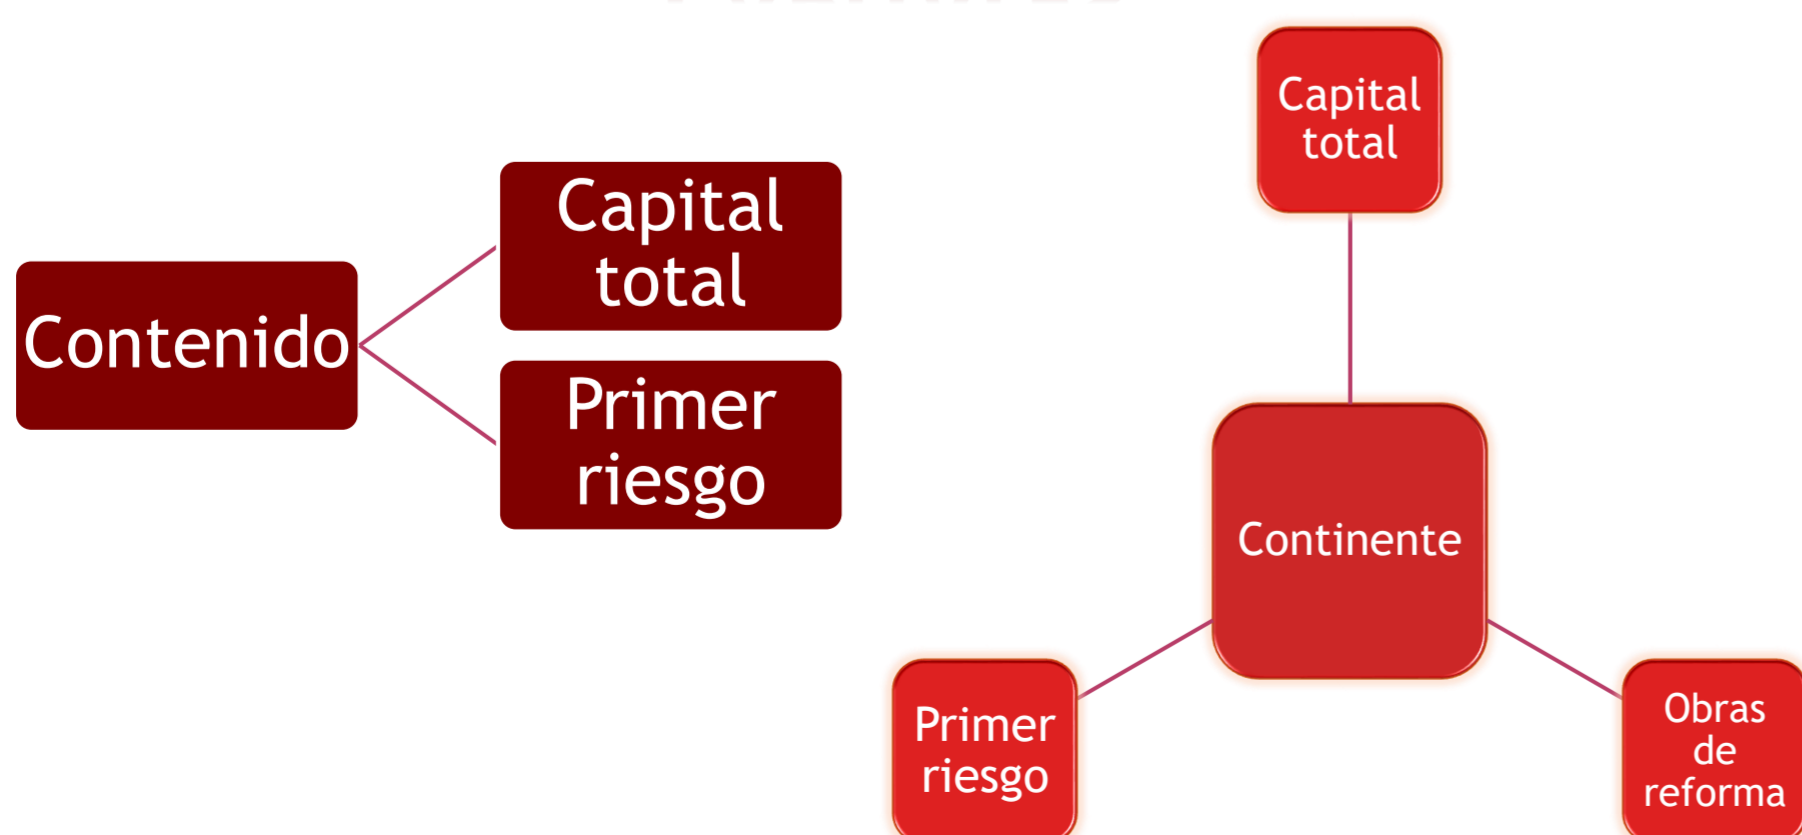 Contenido
Capital
total
Primer
riesgo
Capital
total
Continente
Primer
riesgo
Obras
de
reforma